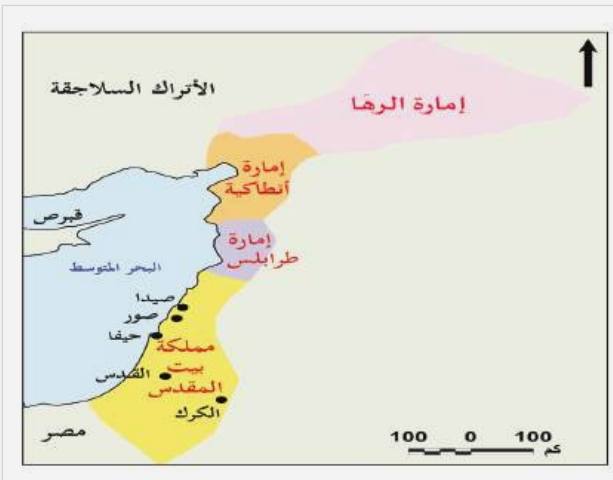 الأتراك السلاجقة
إمارة الرها
إمارة
أنطاكية
قبرص
إمارة
طرابلس
البحر المتوسط
صيدا
صور
حيفا
مملكة
بيت
المقدس
القدس
الكرك
مصر
100 0 100
كم